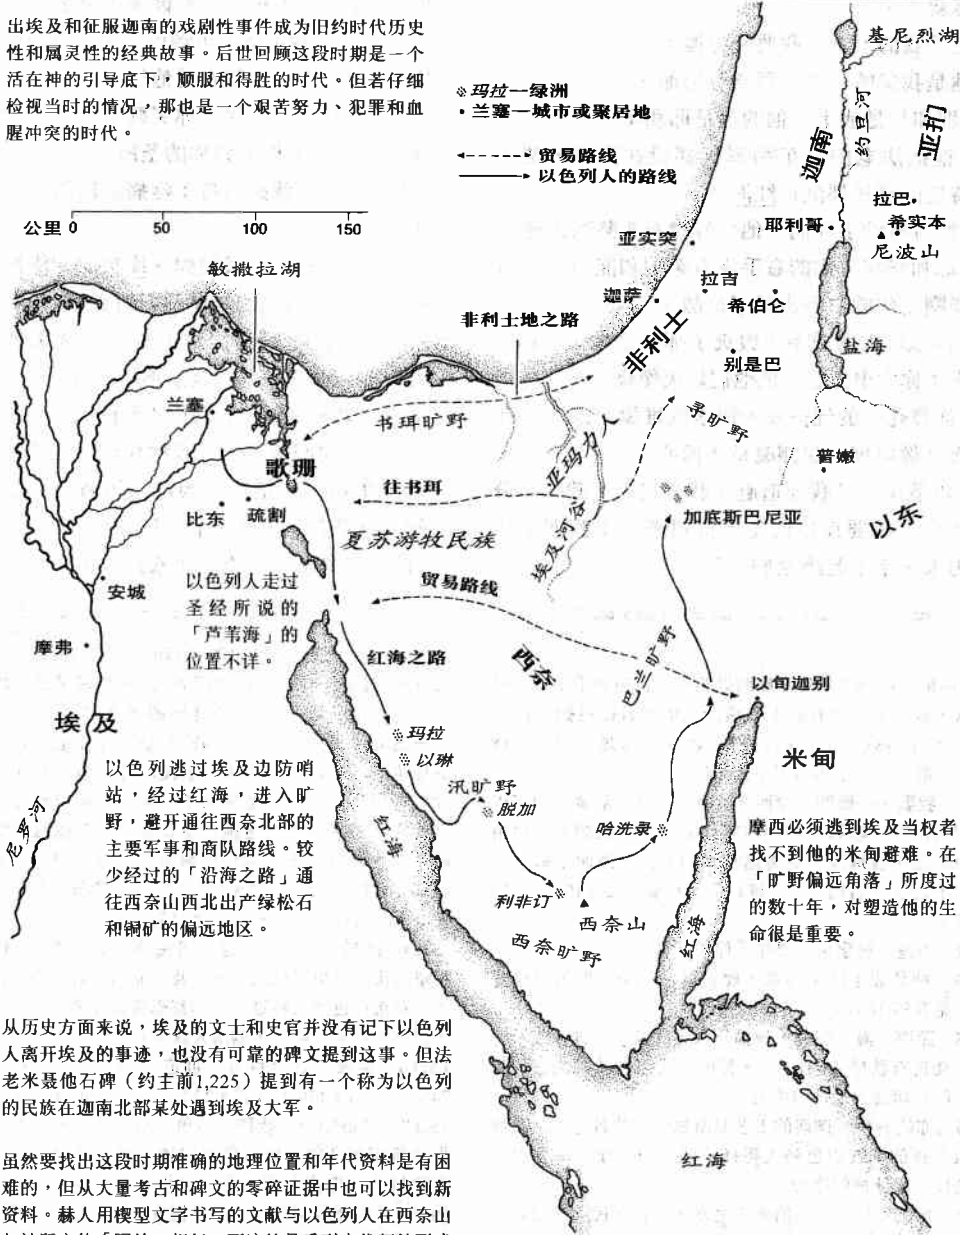 出埃及和征服迦南的戏剧性事件成为旧约时代历史
性和属灵性的经典故事。后世回顾这段时期是一个
活在神的引导底下，顺服和得胜的时代。但若仔细
检视当时的情况，那也是一个艰苦努力、犯罪和血
腥冲突的时代。
玛拉—绿洲
兰塞—城市或聚居地
贸易路线
以色列人的路线
公里 0 50 100 150
基尼烈湖
约旦河
迦南
亚扪
拉巴
希实本
耶利哥
尼波山
亚实突
敏撒拉湖
拉吉
迦萨
希伯仑
非利士地之路
非利士
盐海
别是巴
兰塞
书珥旷野
寻旷野
亚玛力人
普嫩
歌珊
往书珥
比东
疏割
加底斯巴尼亚
以东
夏苏游牧民族
埃及河谷
安城
贸易路线
以色列人走过
圣经所说的
「芦苇海」的
位置不详。
摩弗
红海之路
西奈
巴兰旷野
以旬迦别
埃及
玛拉
以琳
米甸
以色列逃过埃及边防哨
站，经过红海，进入旷
野，避开通往西奈北部的
主要军事和商队路线。较
少经过的「沿海之路」通
往西奈山西北出产绿松石
和铜矿的偏远地区。
汛旷野
脱加
尼罗河
红海
哈洗录
摩西必须逃到埃及当权者
找不到他的米甸避难。在
「旷野偏远角落」所度过
的数十年，对塑造他的生
命很是重要。
利非订
西奈山
西奈旷野
红海
从历史方面来说，埃及的文士和史官并没有记下以色列
人离开埃及的事迹，也没有可靠的碑文提到这事。但法
老米聂他石碑（约主前1,225）提到有一个称为以色列
的民族在迦南北部某处遇到埃及大军。
红海
虽然要找出这段时期准确的地理位置和年代资料是有困
难的，但从大量考古和碑文的零碎证据中也可以找到新
资料。赫人用楔型文字书写的文献与以色列人在西奈山